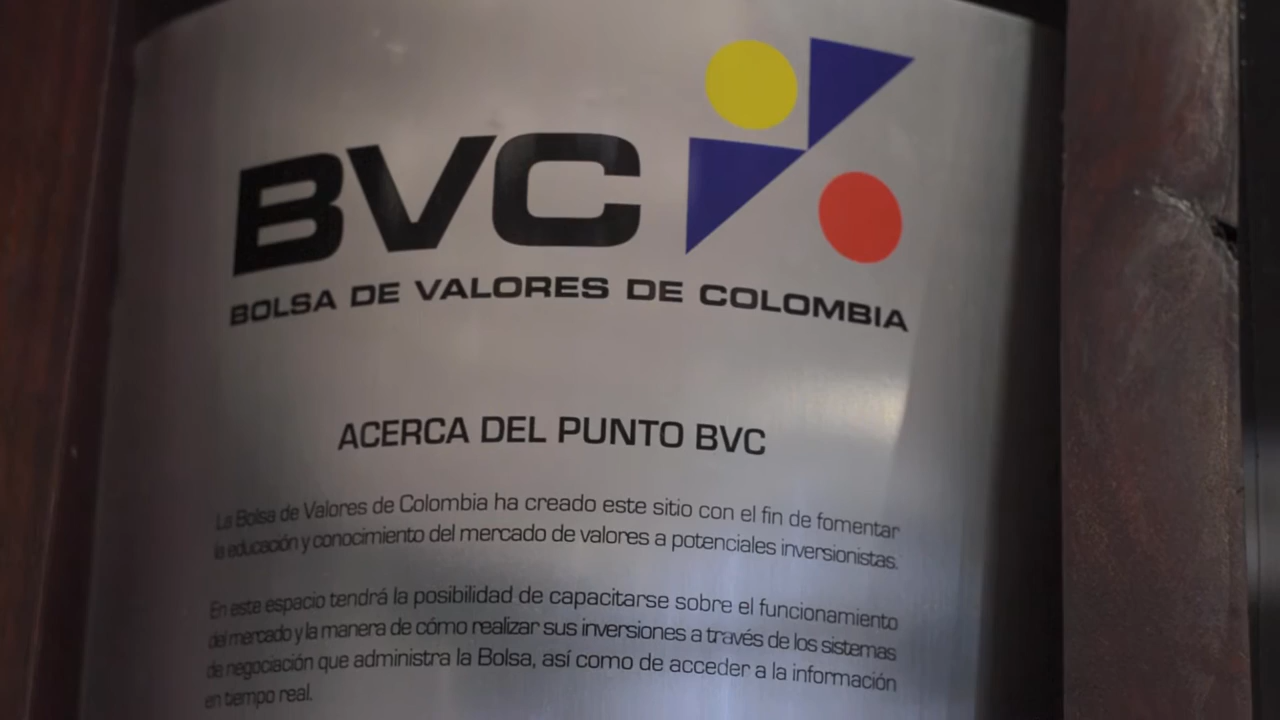 BVC
BOLSA DE VALORES DE COLOMBIA
ACERCA DEL PUNTO BVC
La Bolsa de Valores de Colombia ha creado este sitio con el fin de fomentar
la educación y conocimiento del mercado de valores a potenciales inversionistas.
En este espacio tendrá la posibilidad de capacitarse sobre el funcionamiento
del mercado y la manera de cómo realizar sus inversiones a través de los sistemas
de negociación que administra la Bolsa, así como de acceder a la información
en tiempo real.